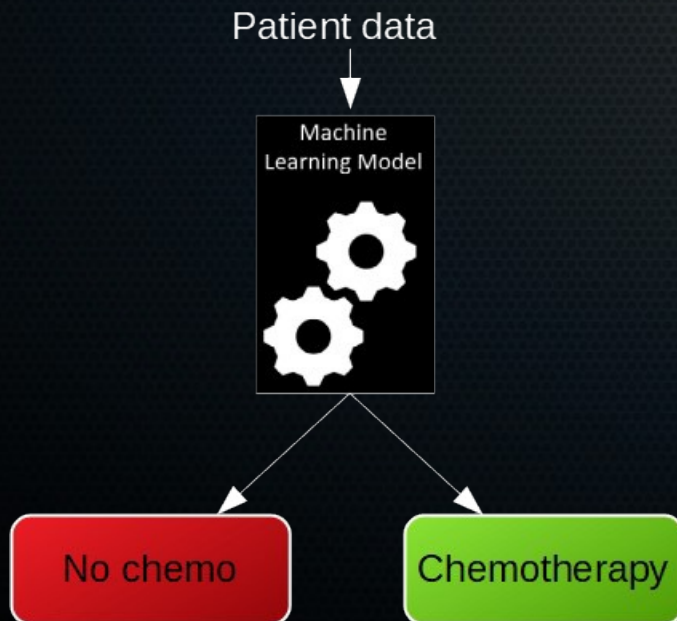 Patient data
Machine
Learning Model
No chemo
Chemotherapy